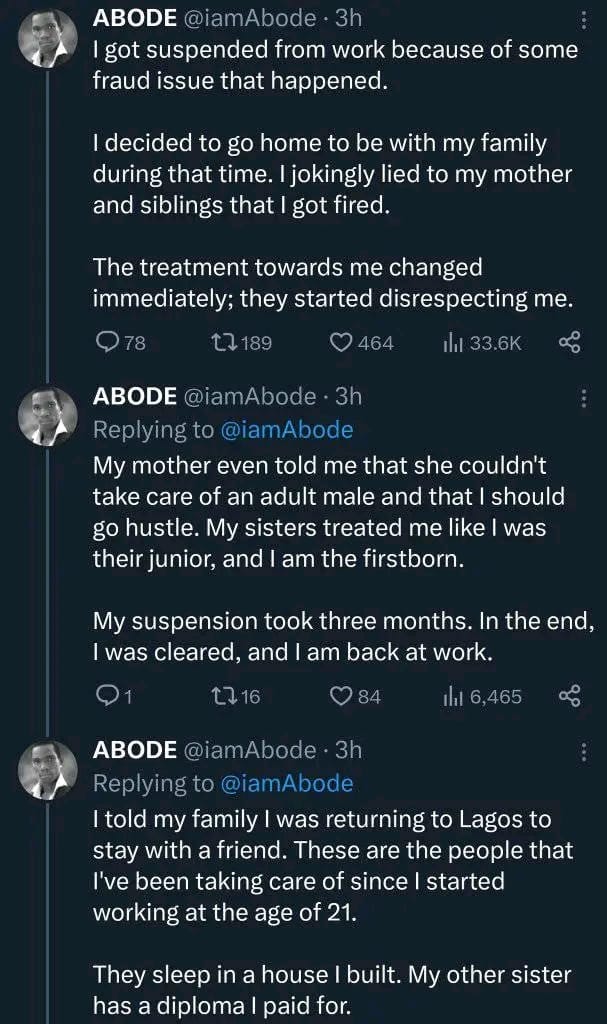 ABODE @iamAbode · 3h
I got suspended from work because of some
fraud issue that happened.
I decided to go home to be with my family
during that time. I jokingly lied to my mother
and siblings that I got fired.
The treatment towards me changed
immediately; they started disrespecting me.
78 189 464 33.6K
ABODE @iamAbode · 3h
Replying to @iamAbode
My mother even told me that she couldn't
take care of an adult male and that I should
go hustle. My sisters treated me like I was
their junior, and I am the firstborn.
My suspension took three months. In the end,
I was cleared, and I am back at work.
1 16 84 6,465
ABODE @iamAbode · 3h
Replying to @iamAbode
I told my family I was returning to Lagos to
stay with a friend. These are the people that
I've been taking care of since I started
working at the age of 21.
They sleep in a house I built. My other sister
has a diploma I paid for.